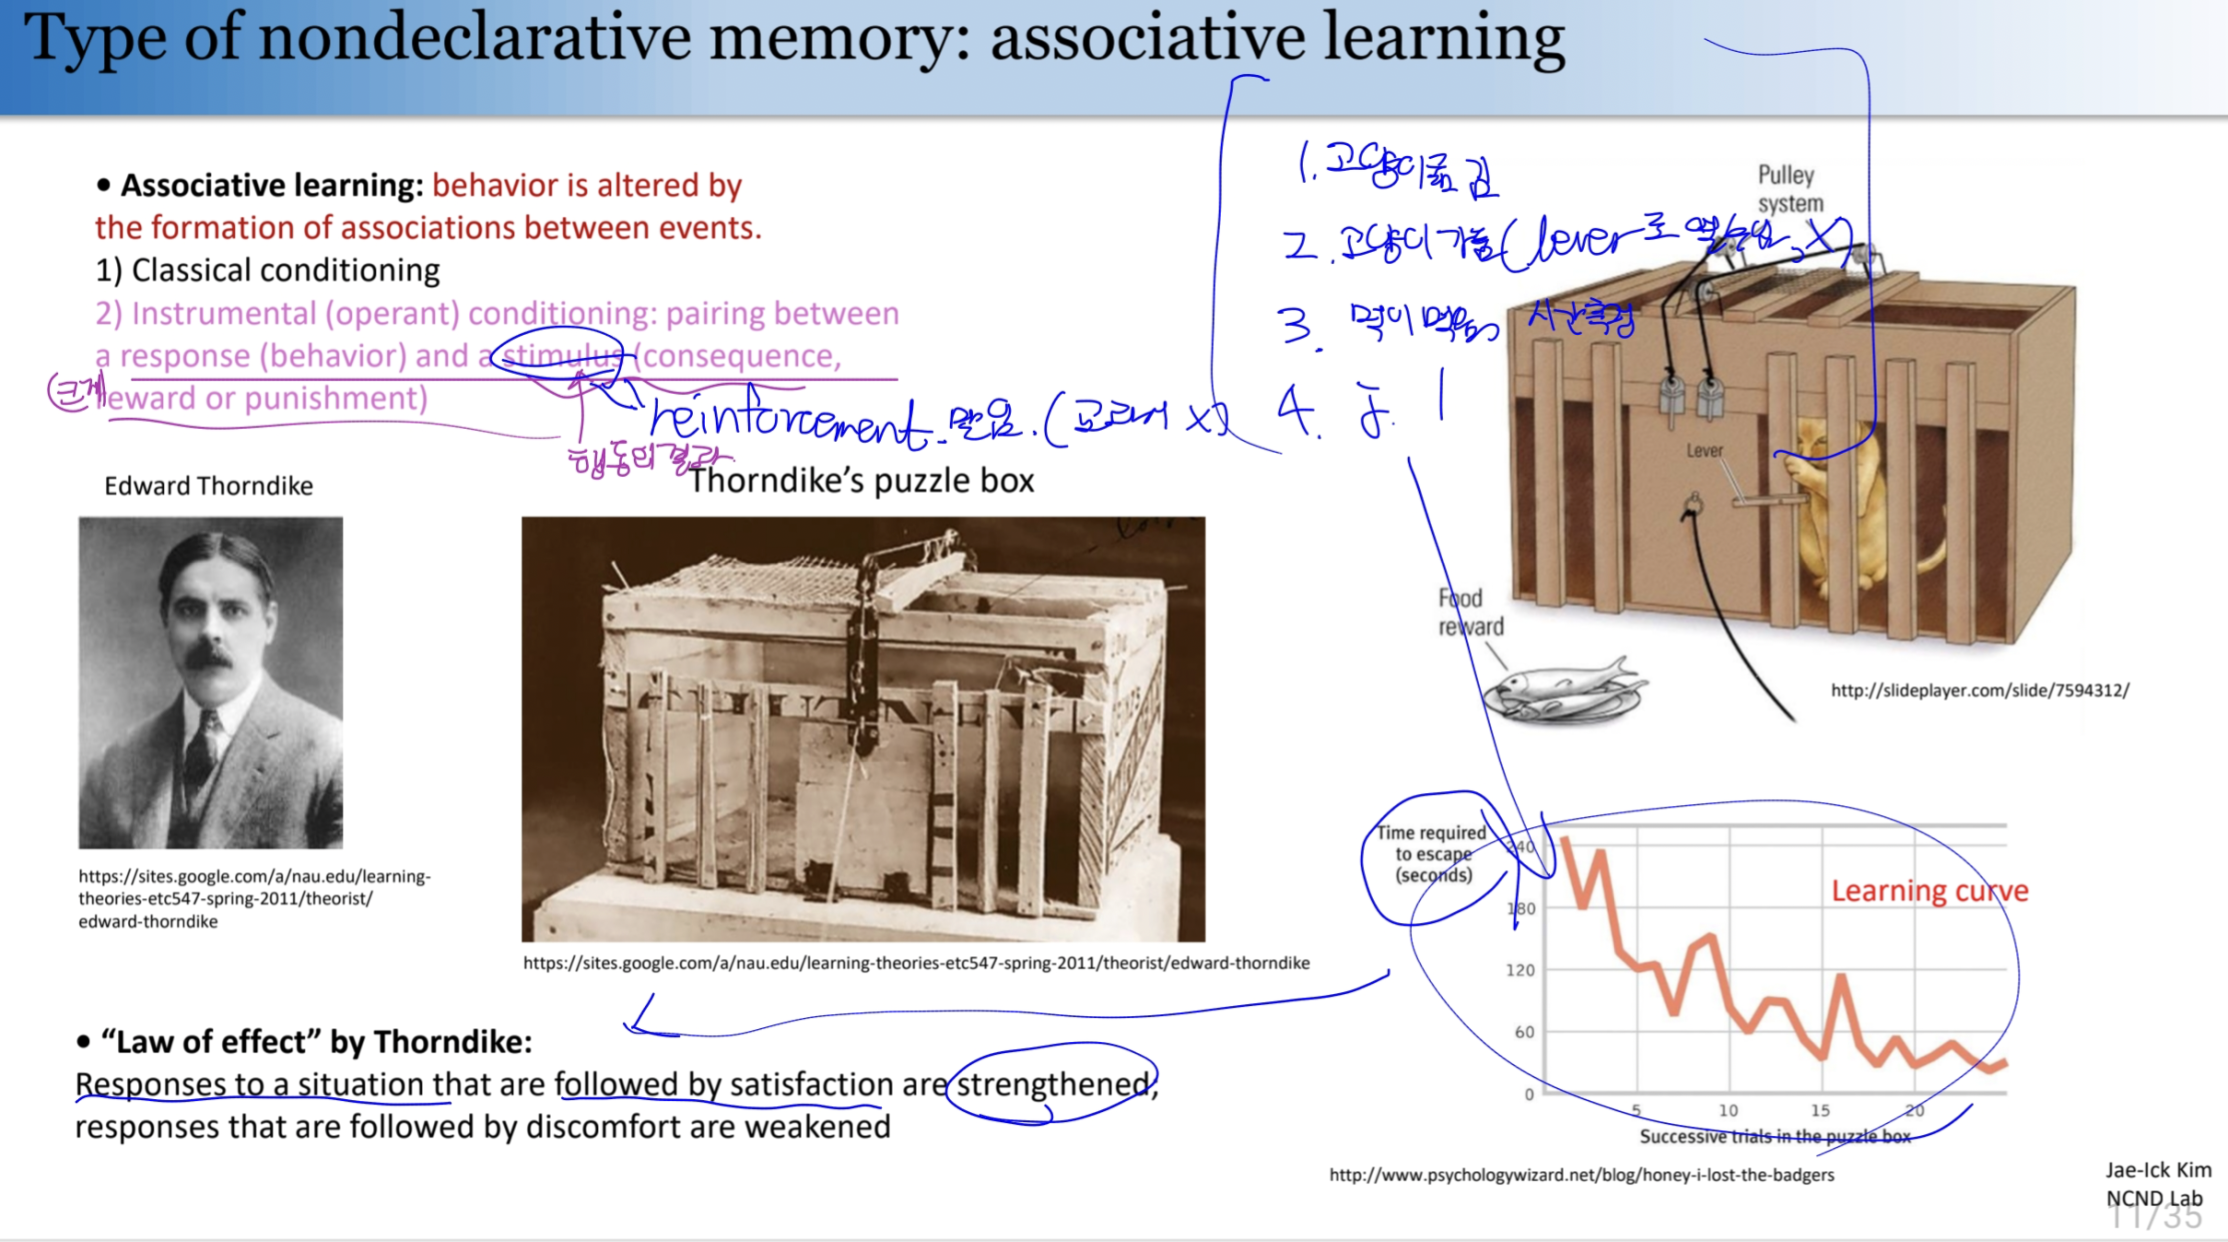 Type of nondeclarative memory: associative learning
• Associative learning: behavior is altered by
the formation of associations between events.
1) Classical conditioning
2) Instrumental (operant) conditioning: pairing between
a response (behavior) and a stimulus (consequence,
reward or punishment)
(크게
reinforcement. 많음. (교과서 X)
행동의 결과
1. 고양이 굶김
2. 고양이 가둠 (lever로 열 수 있, X)
3. 먹이 먹음 시간 측정
4.
Pulley
system
Lever
Food
reward
http://slideplayer.com/slide/7594312/
Edward Thorndike
Thorndike's puzzle box
https://sites.google.com/a/nau.edu/learning-
theories-etc547-spring-2011/theorist/
edward-thorndike
https://sites.google.com/a/nau.edu/learning-theories-etc547-spring-2011/theorist/edward-thorndike
• “Law of effect” by Thorndike:
Responses to a situation that are followed by satisfaction are strengthened;
responses that are followed by discomfort are weakened
Time required
to escape
(seconds)
240
180
120
60
0
5 10 15 20
Learning curve
Successive trials in the puzzle box
http://www.psychologywizard.net/blog/honey-i-lost-the-badgers
Jae-Ick Kim
NCND Lab
11/35